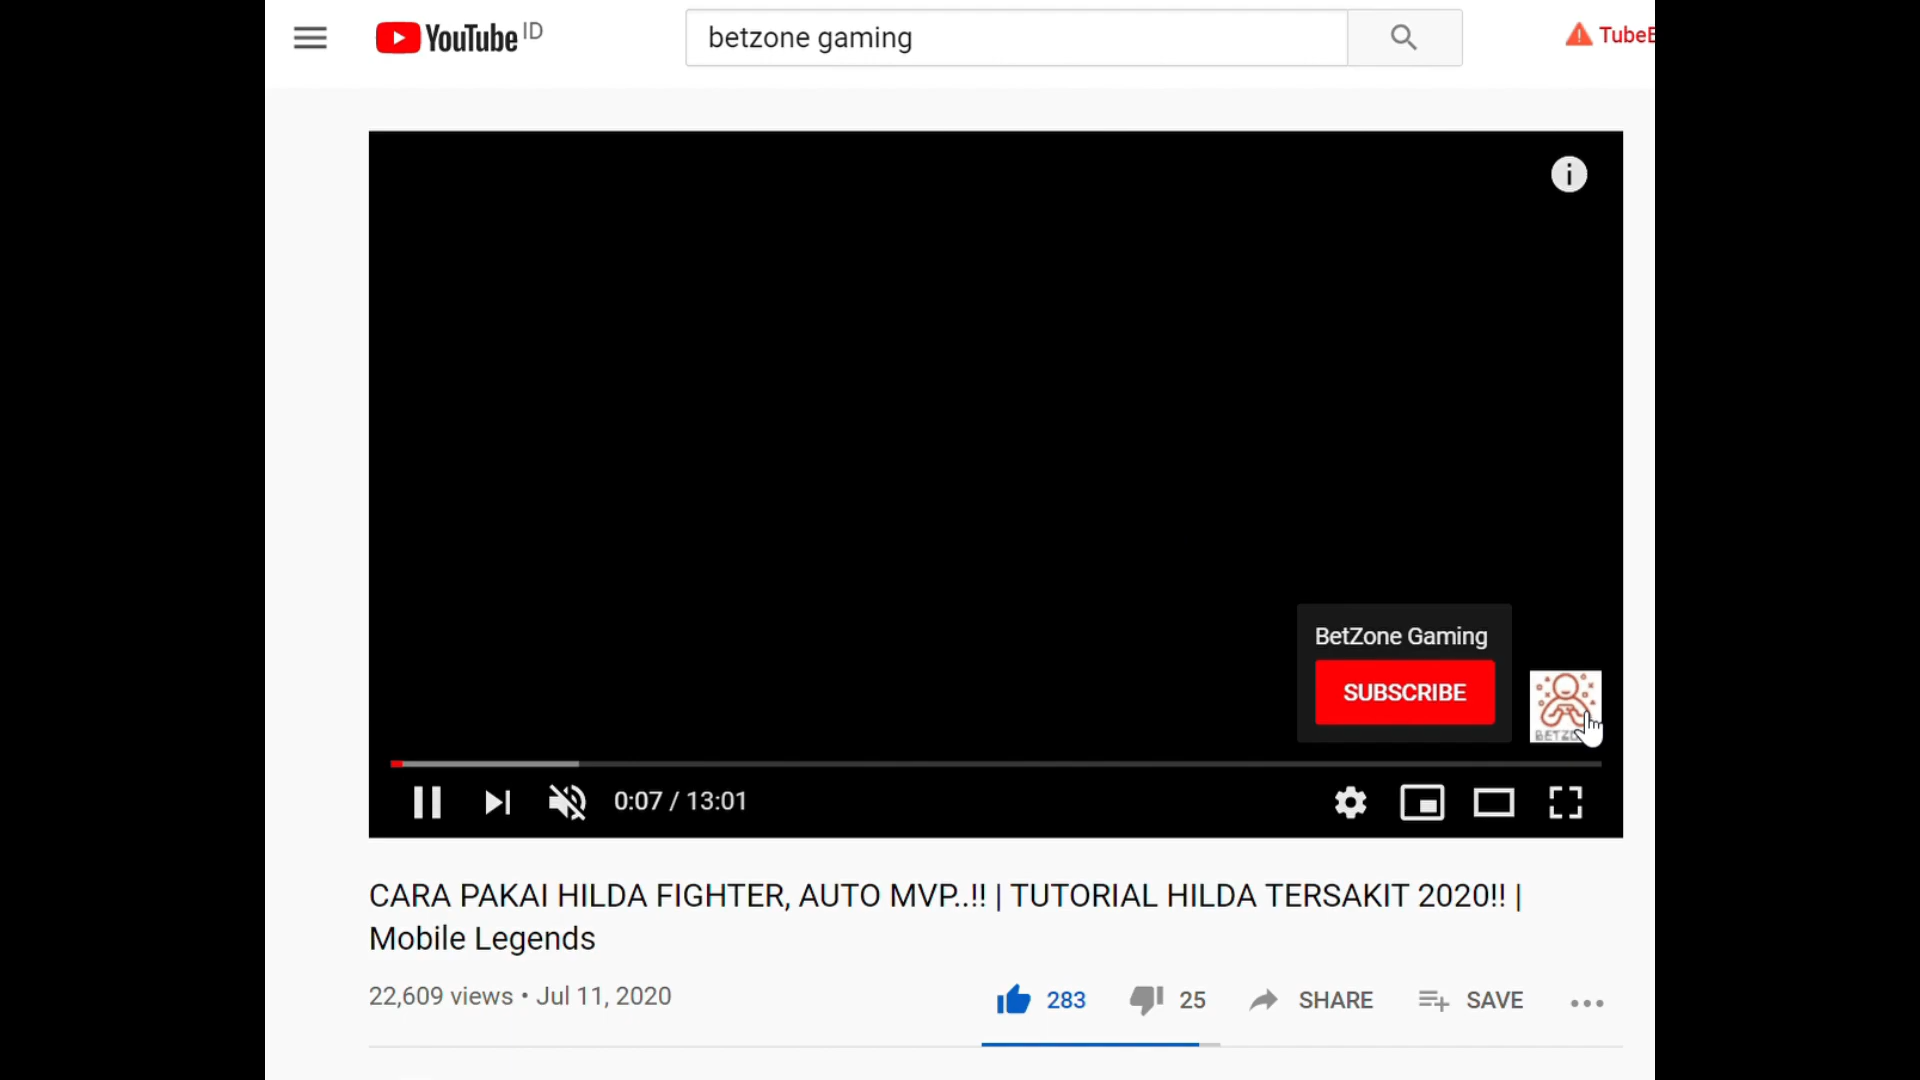 YouTube ID
betzone gaming
BetZone Gaming
SUBSCRIBE
0:07 / 13:01
CARA PAKAI HILDA FIGHTER, AUTO MVP..!! | TUTORIAL HILDA TERSAKIT 2020!! |
Mobile Legends
22,609 views • Jul 11, 2020
283
25
SHARE
SAVE